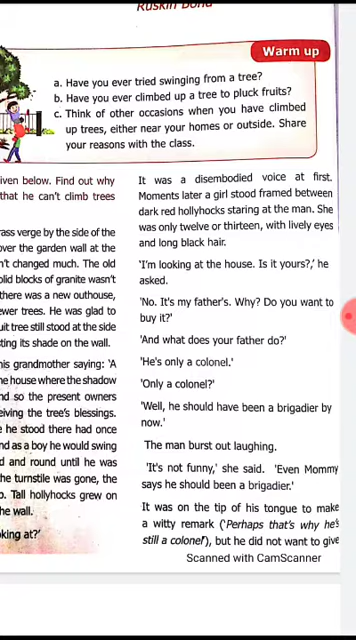 Ruskin Bond
Warm up
a. Have you ever tried swinging from a tree?
b. Have you ever climbed up a tree to pluck fruits?
c. Think of other occasions when you have climbed
up trees, either near your homes or outside. Share
your reasons with the class.
iven below. Find out why
that he can't climb trees
rass verge by the side of the
over the garden wall at the
n't changed much. The old
olid blocks of granite wasn't
there was a new outhouse,
ewer trees. He was glad to
uit tree still stood at the side
sting its shade on the wall.
his grandmother saying: 'A
he house where the shadow
nd so the present owners
eiving the tree's blessings.
e he stood there had once
nd as a boy he would swing
d and round until he was
he turnstile was gone, the
p. Tall hollyhocks grew on
he wall.
king at?'
It was a disembodied voice at first.
Moments later a girl stood framed between
dark red hollyhocks staring at the man. She
was only twelve or thirteen, with lively eyes
and long black hair.
'I'm looking at the house. Is it yours?,' he
asked.
'No. It's my father's. Why? Do you want to
buy it?'
'And what does your father do?'
'He's only a colonel.'
'Only a colonel?'
'Well, he should have been a brigadier by
now.'
The man burst out laughing.
'It's not funny,' she said. 'Even Mommy
says he should be a brigadier.'
It was on the tip of his tongue to make
a witty remark ('Perhaps that's why he's
still a colonel'), but he did not want to give
Scanned with CamScanner